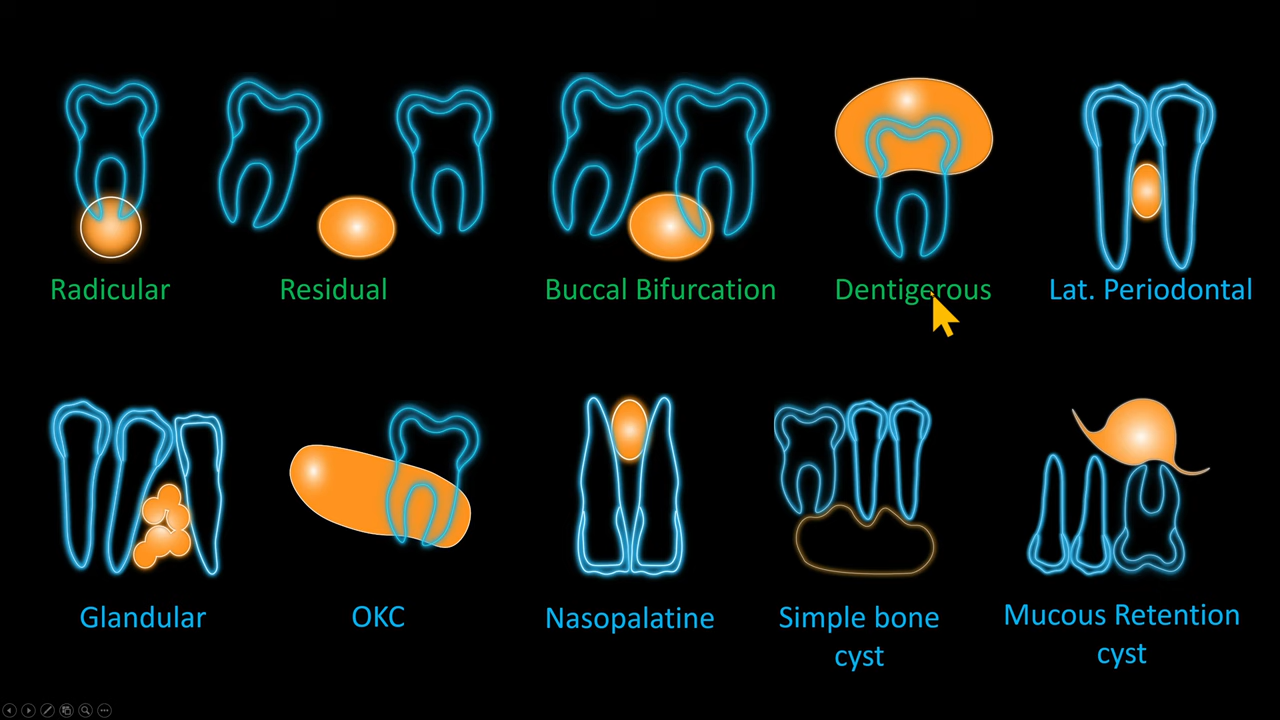 Radicular
Residual
Buccal Bifurcation
Dentigerous
Lat. Periodontal
Glandular
OKC
Nasopalatine
Simple bone
cyst
Mucous Retention
cyst